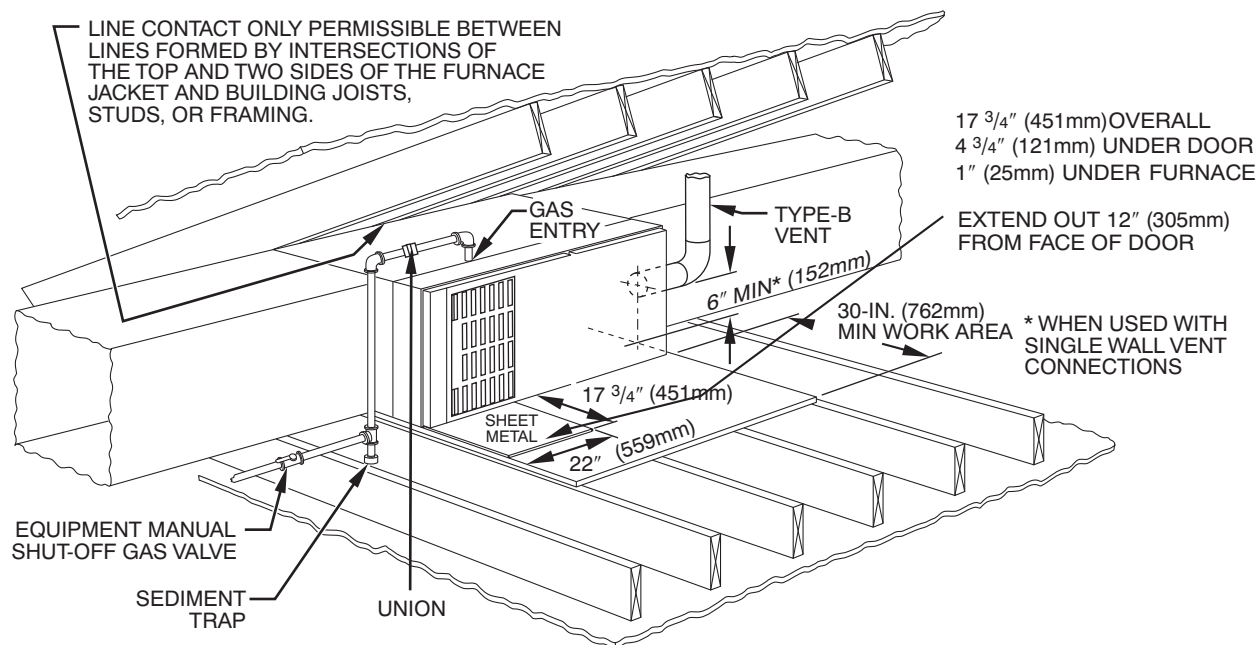 LINE CONTACT ONLY PERMISSIBLE BETWEEN
LINES FORMED BY INTERSECTIONS OF
THE TOP AND TWO SIDES OF THE FURNACE
JACKET AND BUILDING JOISTS,
STUDS, OR FRAMING.
17 3/4″ (451mm)OVERALL
4 3/4″ (121mm) UNDER DOOR
1″ (25mm) UNDER FURNACE
EXTEND OUT 12″ (305mm)
FROM FACE OF DOOR
GAS
ENTRY
TYPE-B
VENT
6″ MIN* (152mm)
30-IN. (762mm)
MIN WORK AREA
* WHEN USED WITH
SINGLE WALL VENT
CONNECTIONS
17 3/4″ (451mm)
SHEET
METAL
22″ (559mm)
EQUIPMENT MANUAL
SHUT-OFF GAS VALVE
SEDIMENT
TRAP
UNION